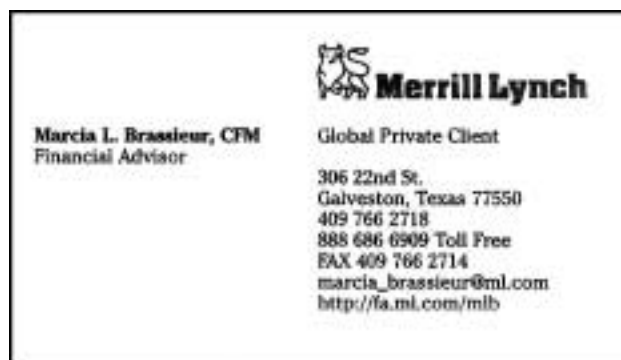 Merrill Lynch
Marcia L. Brassieur, CFM
Financial Advisor
Global Private Client
306 22nd St.
Galveston, Texas 77550
409 766 2718
888 686 6909 Toll Free
FAX 409 766 2714
marcia_brassieur@ml.com
http://fa.ml.com/mlb